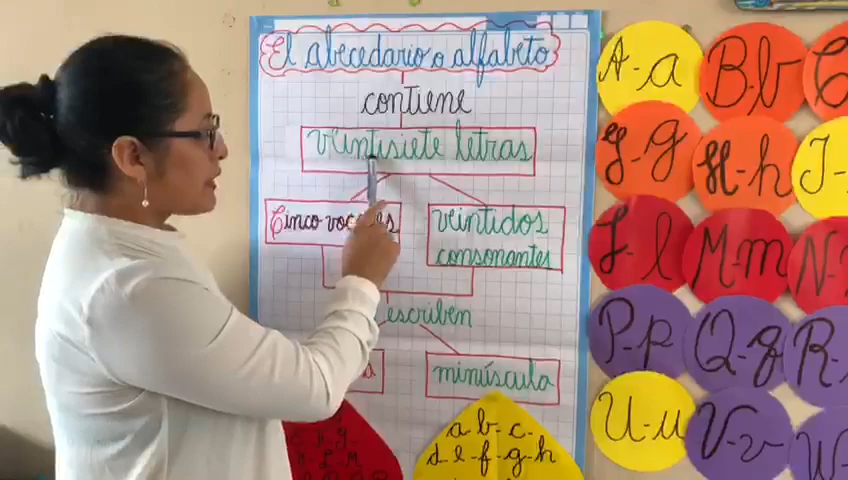 El abecedario o alfabeto
contiene
veintisiete letras
Cinco vocales
veintidos
consonantes
escriben
minúscula
a- b- c-
d- e- f- g- h
A-a
B-b
G-g
H-h
L-l
M-m
P-p
Q-q
U-u
V-v